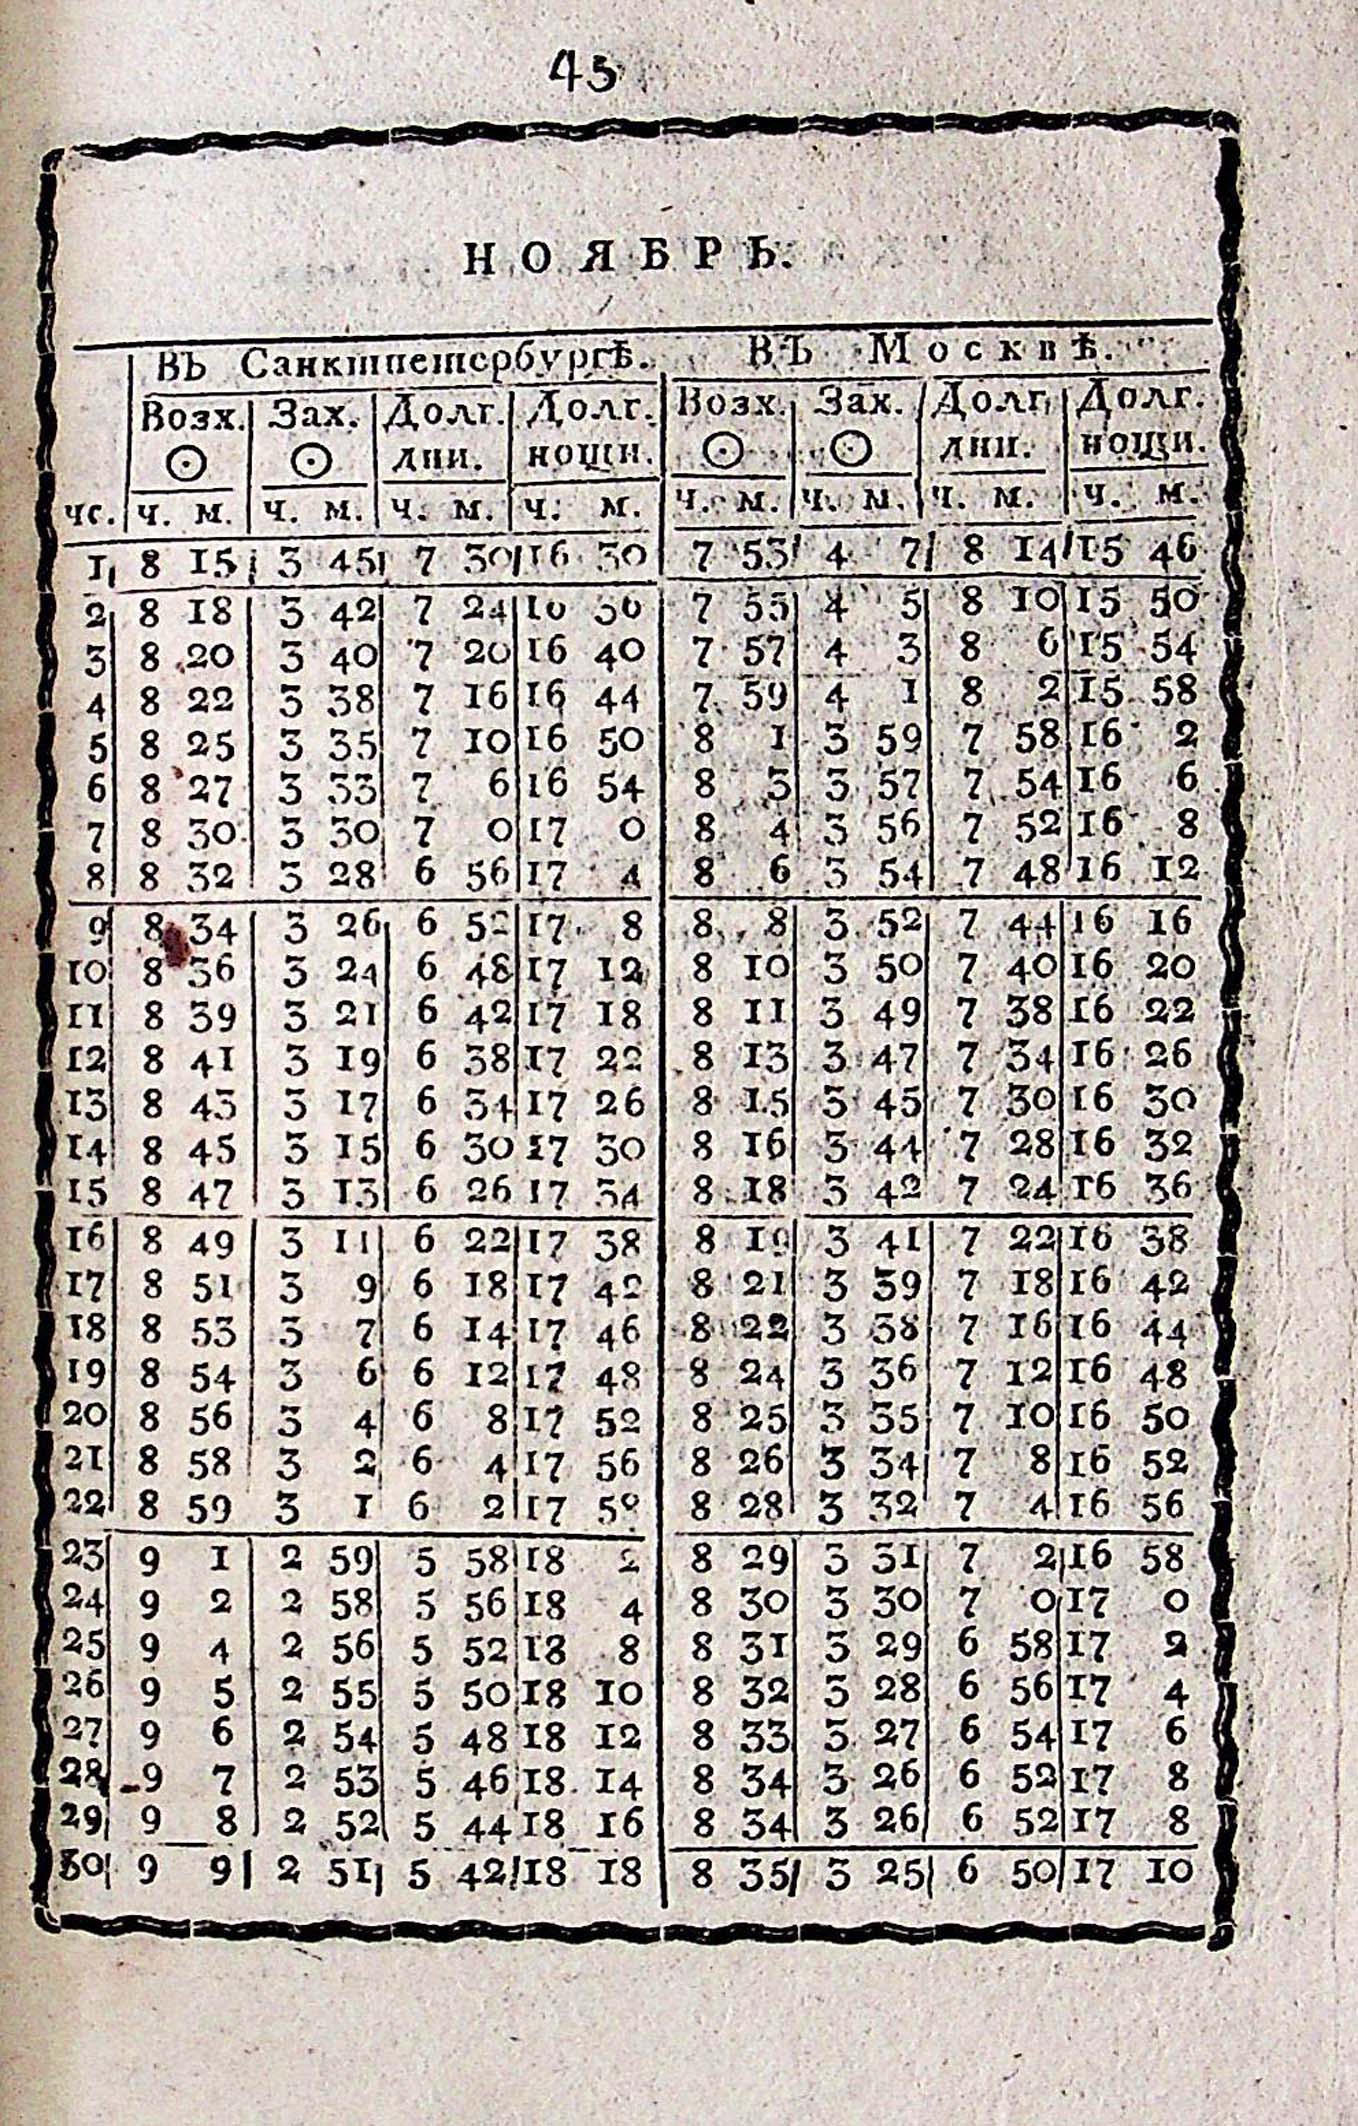 43
НОЯБРЬ.
ВЪ Санктпетербургѣ. ВЪ Москвѣ.
Возх. Зах. Долг. Долг. Возх. Зах. Долг. Долг.
☉ ☉ дни. нощи. ☉ ☉ дни. нощи.
чс. ч. м. ч. м. ч. м. ч. м. ч. м. ч. м. ч. м. ч. м.
1 8 15 3 45 7 30 16 30 7 53 4 7 8 14 15 46
2 8 18 3 42 7 24 16 36 7 55 4 5 8 10 15 50
3 8 20 3 40 7 20 16 40 7 57 4 3 8 6 15 54
4 8 22 3 38 7 16 16 44 7 59 4 1 8 2 15 58
5 8 25 3 35 7 10 16 50 8 1 3 59 7 58 16 2
6 8 27 3 33 7 6 16 54 8 3 3 57 7 54 16 6
7 8 30 3 30 7 0 17 0 8 4 3 56 7 52 16 8
8 8 32 3 28 6 56 17 4 8 6 3 54 7 48 16 12
9 8 34 3 26 6 52 17 8 8 8 3 52 7 44 16 16
10 8 36 3 24 6 48 17 12 8 10 3 50 7 40 16 20
11 8 39 3 21 6 42 17 18 8 11 3 49 7 38 16 22
12 8 41 3 19 6 38 17 22 8 13 3 47 7 34 16 26
13 8 43 3 17 6 34 17 26 8 15 3 45 7 30 16 30
14 8 45 3 15 6 30 17 30 8 16 3 44 7 28 16 32
15 8 47 3 13 6 26 17 34 8 18 3 42 7 24 16 36
16 8 49 3 11 6 22 17 38 8 19 3 41 7 22 16 38
17 8 51 3 9 6 18 17 42 8 21 3 39 7 18 16 42
18 8 53 3 7 6 14 17 46 8 22 3 38 7 16 16 44
19 8 54 3 6 6 12 17 48 8 24 3 36 7 12 16 48
20 8 56 3 4 6 8 17 52 8 25 3 35 7 10 16 50
21 8 58 3 2 6 4 17 56 8 26 3 34 7 8 16 52
22 8 59 3 1 6 2 17 58 8 28 3 32 7 4 16 56
23 9 1 2 59 5 58 18 2 8 29 3 31 7 2 16 58
24 9 2 2 58 5 56 18 4 8 30 3 30 7 0 17 0
25 9 4 2 56 5 52 18 8 8 31 3 29 6 58 17 2
26 9 5 2 55 5 50 18 10 8 32 3 28 6 56 17 4
27 9 6 2 54 5 48 18 12 8 33 3 27 6 54 17 6
28 9 7 2 53 5 46 18 14 8 34 3 26 6 52 17 8
29 9 8 2 52 5 44 18 16 8 34 3 26 6 52 17 8
30 9 9 2 51 5 42 18 18 8 35 3 25 6 50 17 10